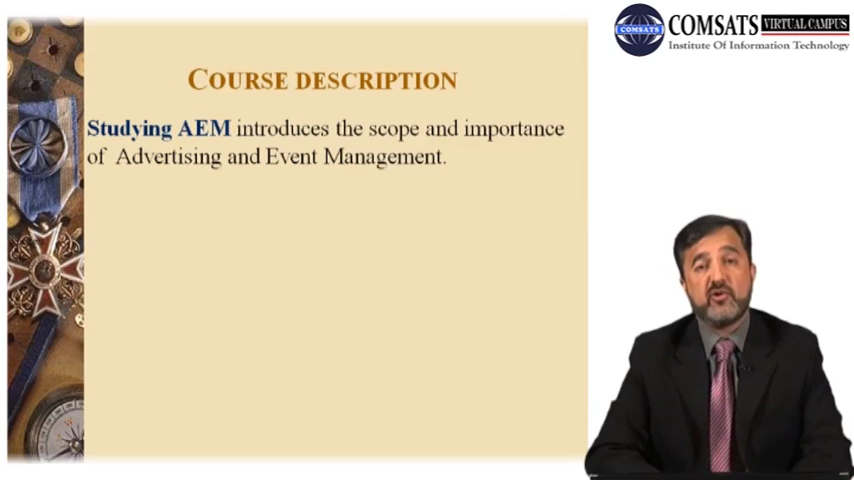 COMSATS VIRTUAL CAMPUS
COMSATS
Institute Of Information Technology
COURSE DESCRIPTION
Studying AEM introduces the scope and importance
of Advertising and Event Management.